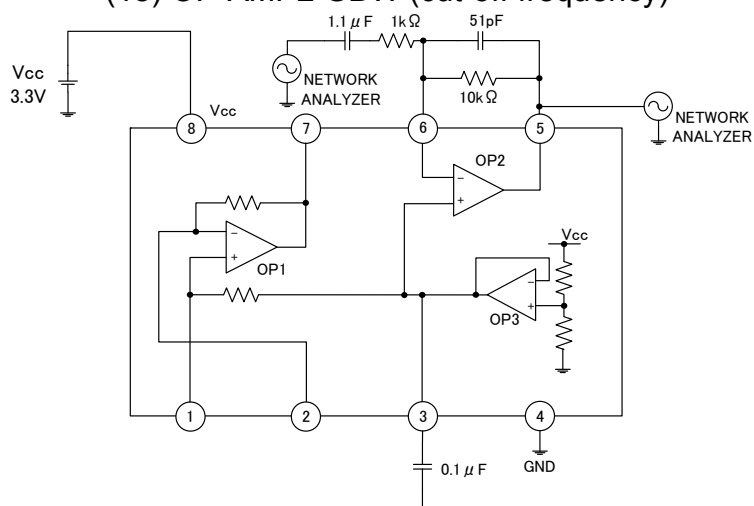 OP AMP2 GBW (cut off frequency)
1.1μF
1kΩ
51pF
10kΩ
NETWORK
ANALYZER
NETWORK
ANALYZER
Vcc
3.3V
8
Vcc
7
6
5
OP2
OP1
Vcc
OP3
1
2
3
4
0.1μF
GND